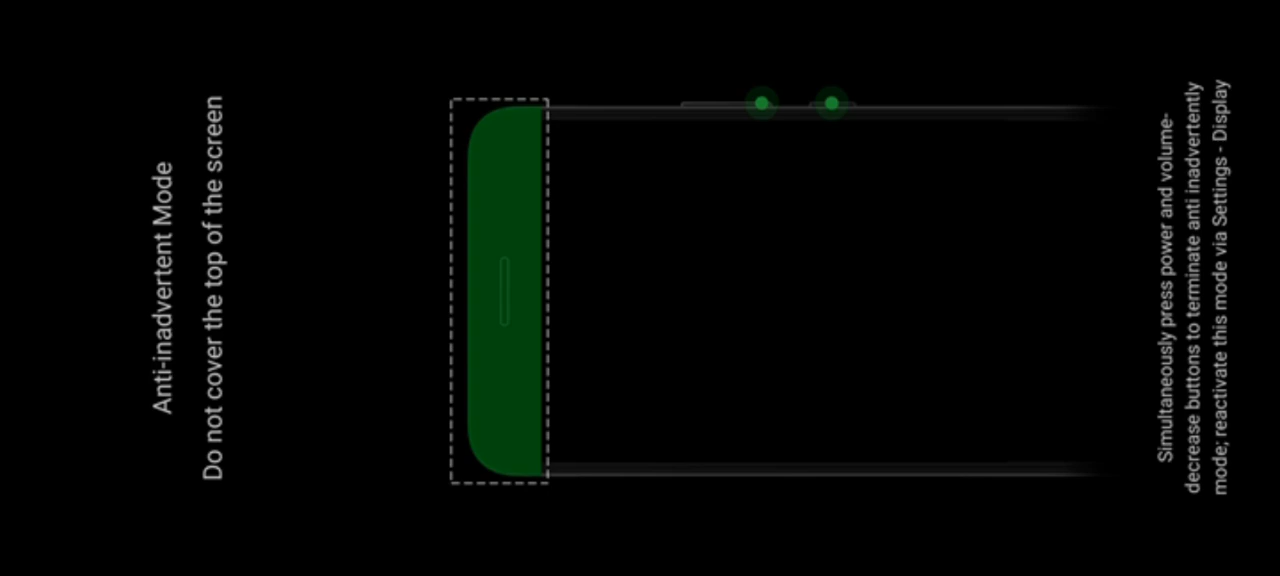 Anti-inadvertent Mode
Do not cover the top of the screen
Simultaneously press power and volume-
decrease buttons to terminate anti inadvertently
mode; reactivate this mode via Settings - Display